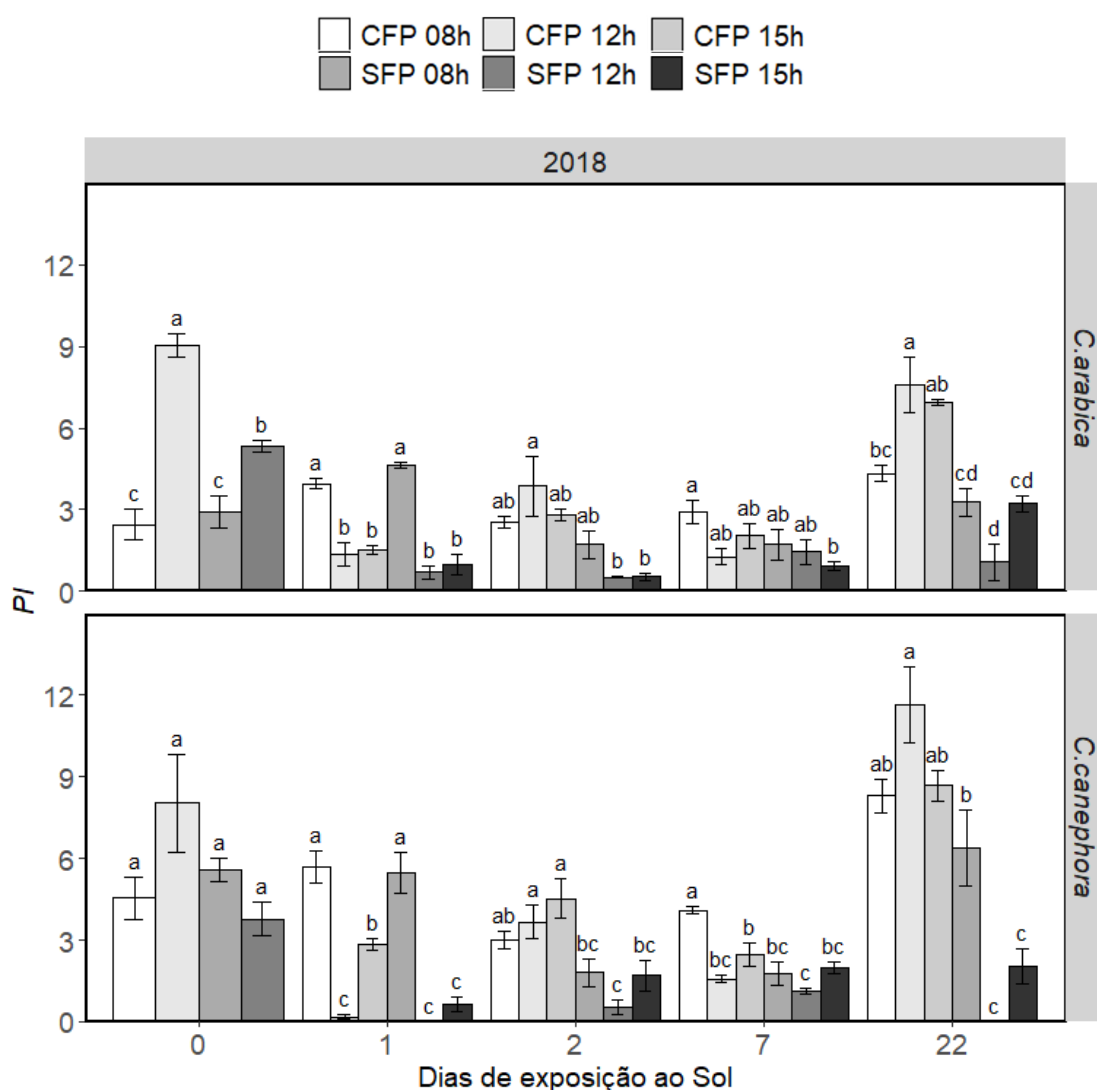 CFP 08h CFP 12h CFP 15h
SFP 08h SFP 12h SFP 15h
2018
12
9
6
3
0
c a c b
a b b a b b
ab a ab ab b b
a ab ab ab ab b
bc a ab cd d cd
C.arabica
PI
12
9
6
3
0
a a a a
a c b a c c
ab a a bc c bc
a bc b bc c bc
ab a ab b c c
C.canephora
0 1 2 7 22
Dias de exposição ao Sol